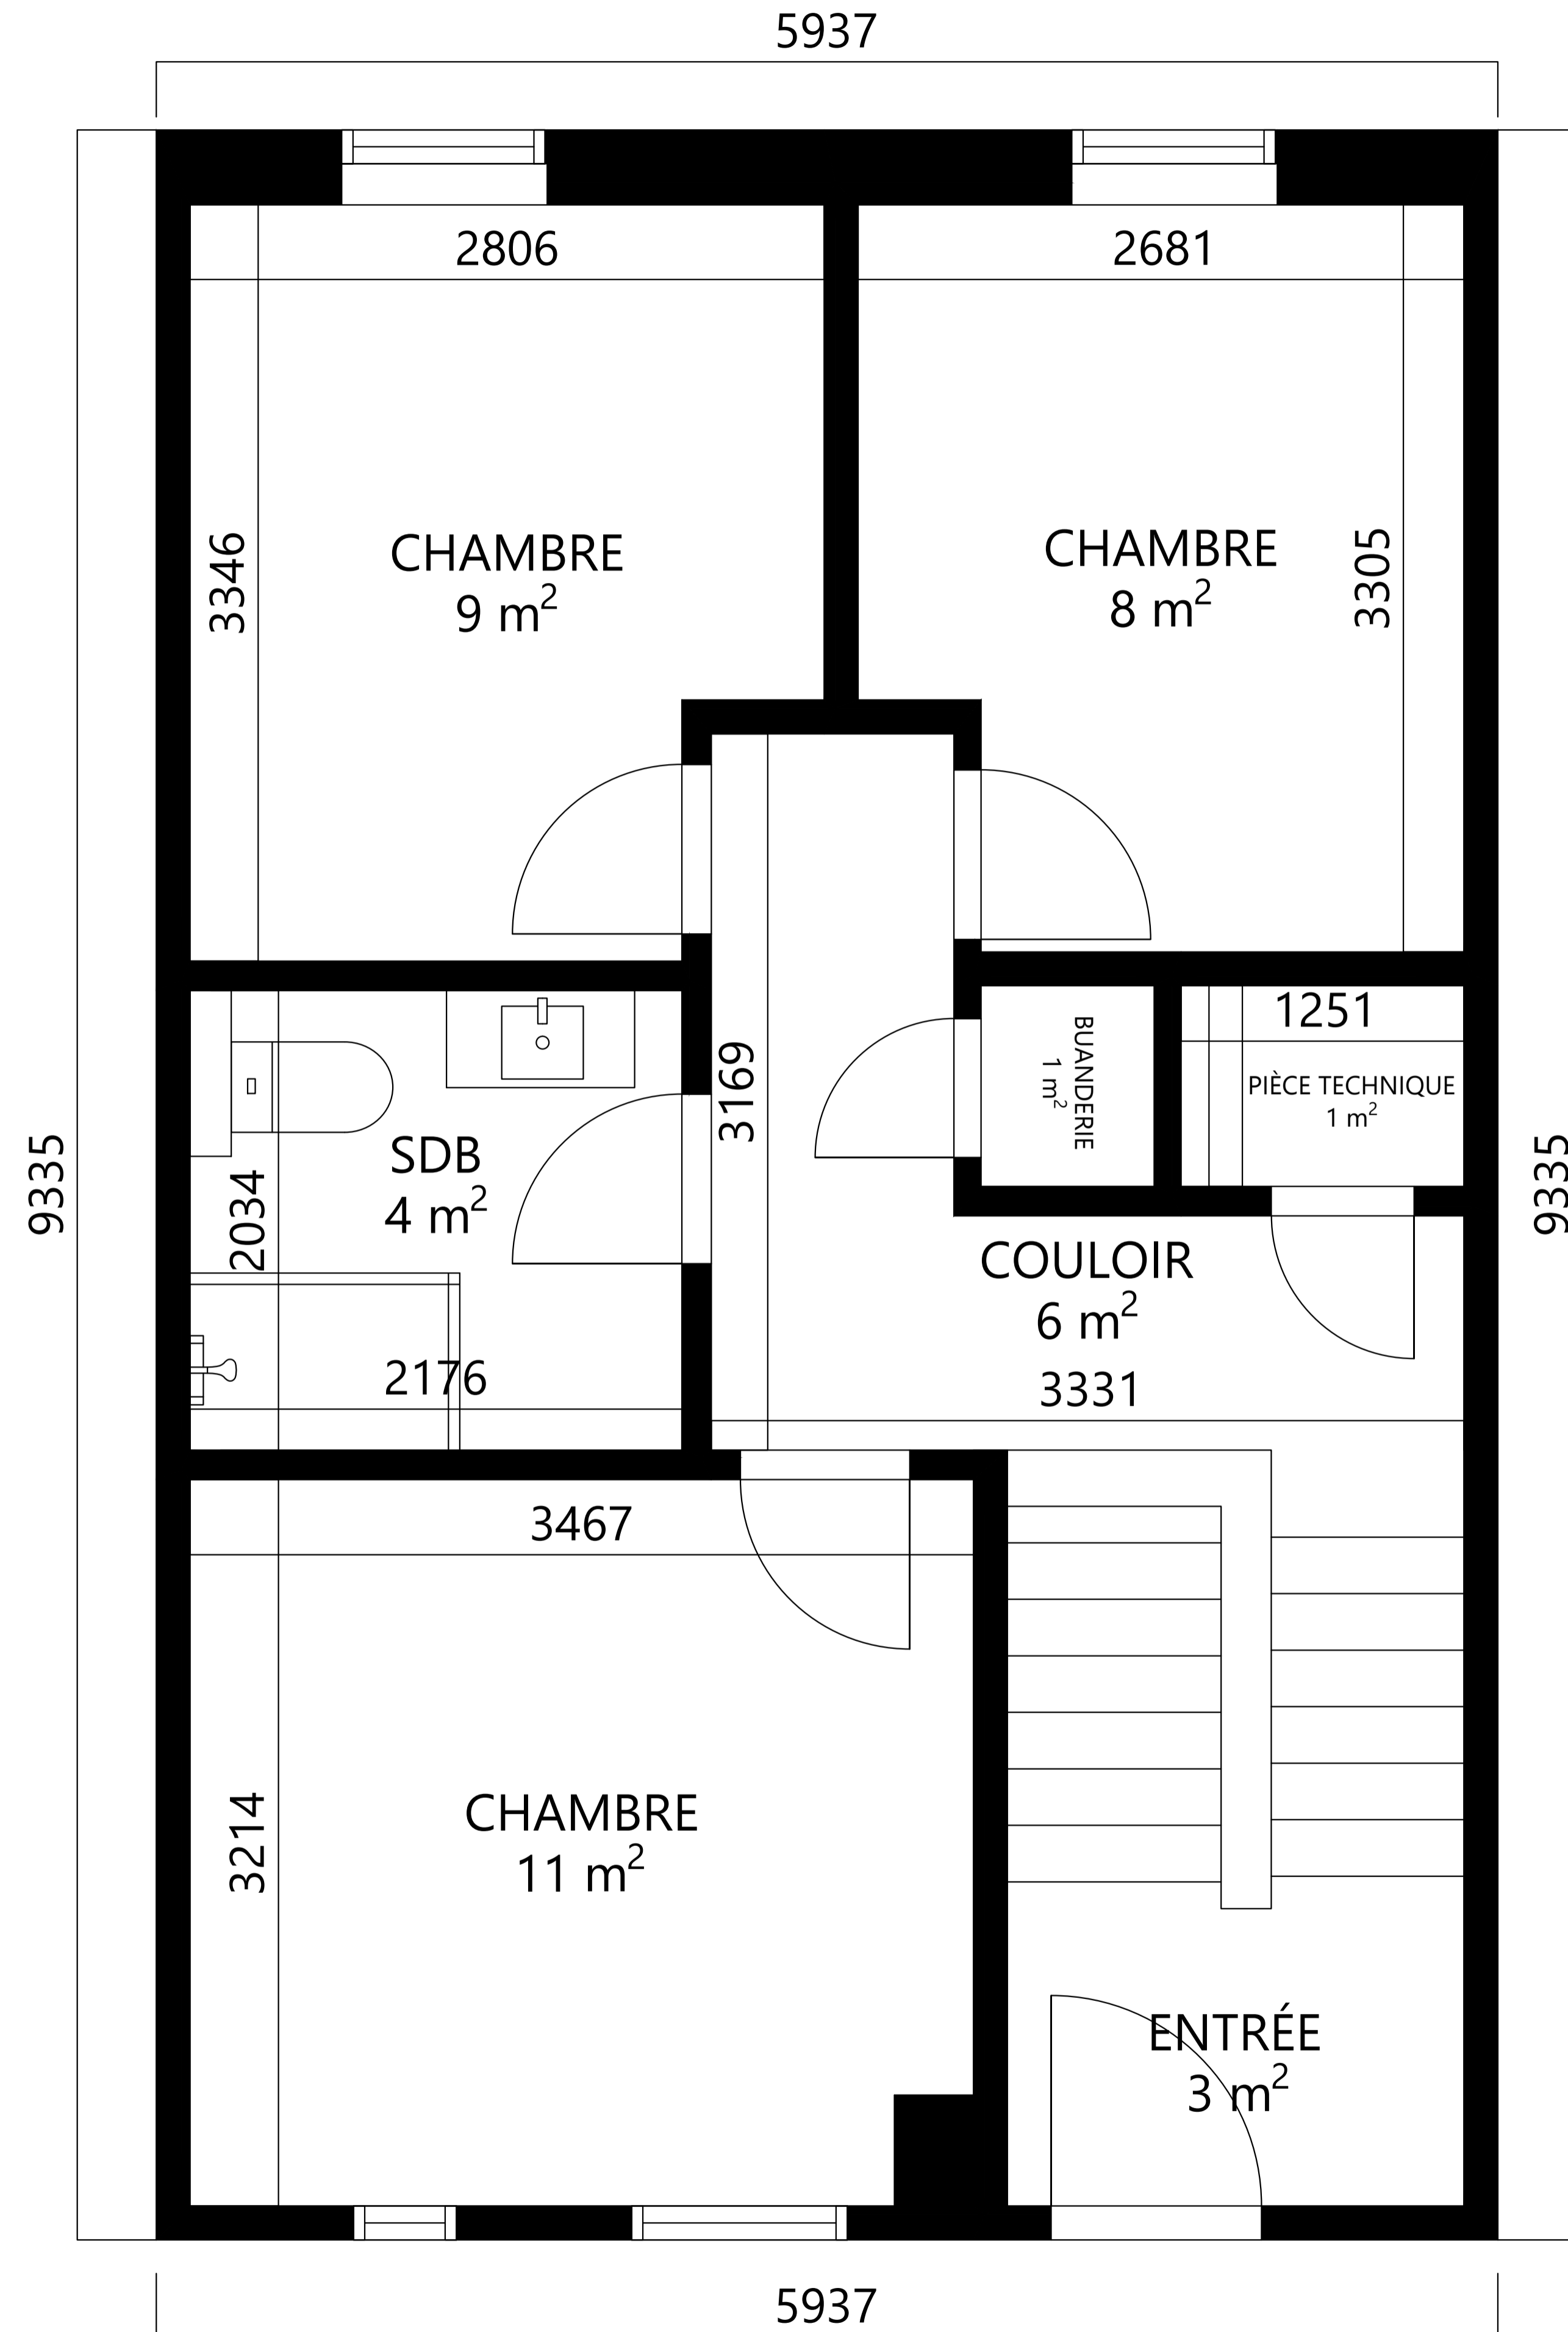 5937
2806
2681
CHAMBRE
9 m²
3346
CHAMBRE
8 m²
3305
3169
BUANDERIE
1 m²
1251
PIÈCE TECHNIQUE
1 m²
SDB
4 m²
2034
2176
9335
9335
COULOIR
6 m²
3331
3467
CHAMBRE
11 m²
3214
ENTRÉE
3 m²
5937